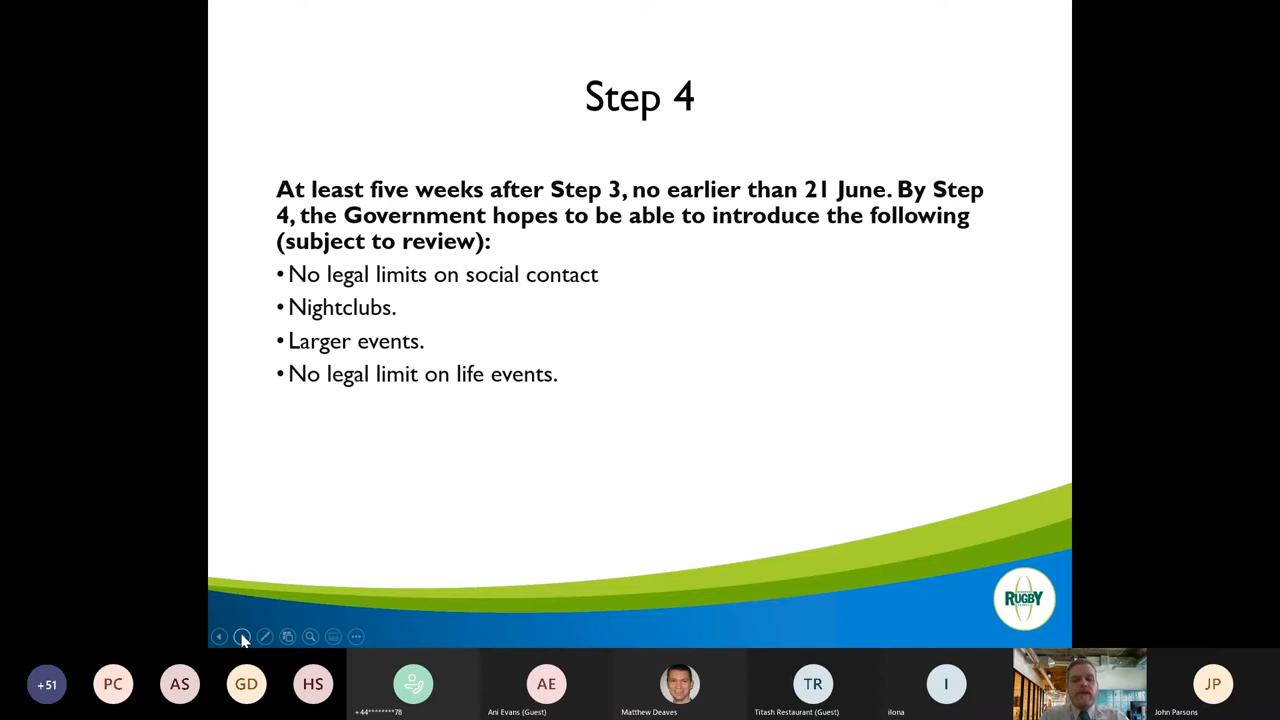 Step 4
At least five weeks after Step 3, no earlier than 21 June. By Step
4, the Government hopes to be able to introduce the following
(subject to review):
• No legal limits on social contact
• Nightclubs.
• Larger events.
• No legal limit on life events.
RUGBY
+51
PC
AS
GD
HS
+44********78
AE
Ani Evans (Guest)
Matthew Deaves
TR
Titash Restaurant (Guest)
I
ilona
JP
John Parsons